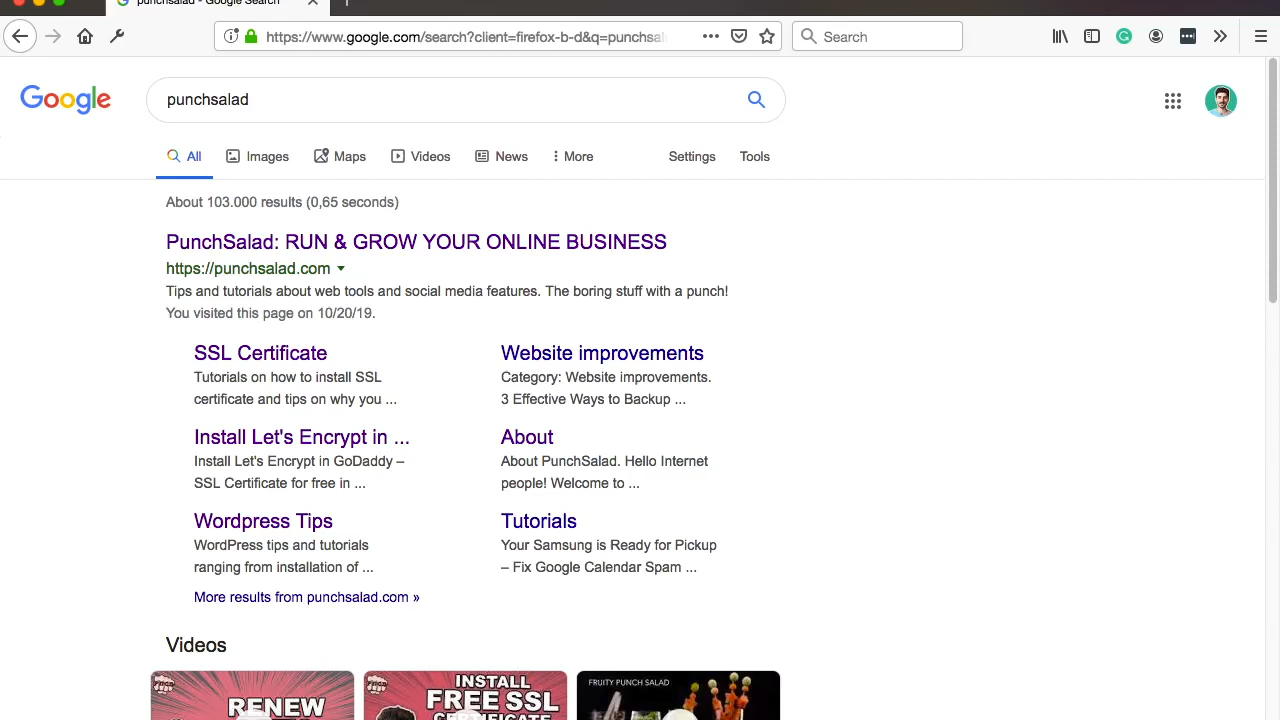 punchsalad - Google Search
https://www.google.com/search?client=firefox-b-d&q=punchsal
Search
Google
punchsalad
All Images Maps Videos News More Settings Tools
About 103.000 results (0,65 seconds)
PunchSalad: RUN & GROW YOUR ONLINE BUSINESS
https://punchsalad.com
Tips and tutorials about web tools and social media features. The boring stuff with a punch!
You visited this page on 10/20/19.
SSL Certificate
Tutorials on how to install SSL
certificate and tips on why you ...
Website improvements
Category: Website improvements.
3 Effective Ways to Backup ...
Install Let's Encrypt in ...
Install Let's Encrypt in GoDaddy –
SSL Certificate for free in ...
About
About PunchSalad. Hello Internet
people! Welcome to ...
Wordpress Tips
WordPress tips and tutorials
ranging from installation of ...
Tutorials
Your Samsung is Ready for Pickup
– Fix Google Calendar Spam ...
More results from punchsalad.com »
Videos
RENEW
INSTALL
FREE SSL
CERTIFICATE
FRUITY PUNCH SALAD